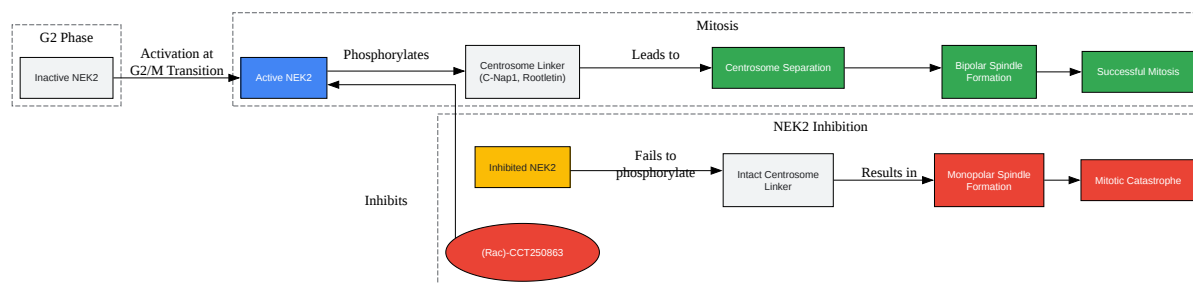 G2 Phase
Inactive NEK2
Activation at
G2/M Transition
Mitosis
Active NEK2
Phosphorylates
Centrosome Linker
(C-Nap1, Rootletin)
Leads to
Centrosome Separation
Bipolar Spindle
Formation
Successful Mitosis
NEK2 Inhibition
Inhibited NEK2
Fails to
phosphorylate
Intact Centrosome
Linker
Results in
Monopolar Spindle
Formation
Mitotic Catastrophe
Inhibits
(Rac)-CCT250863